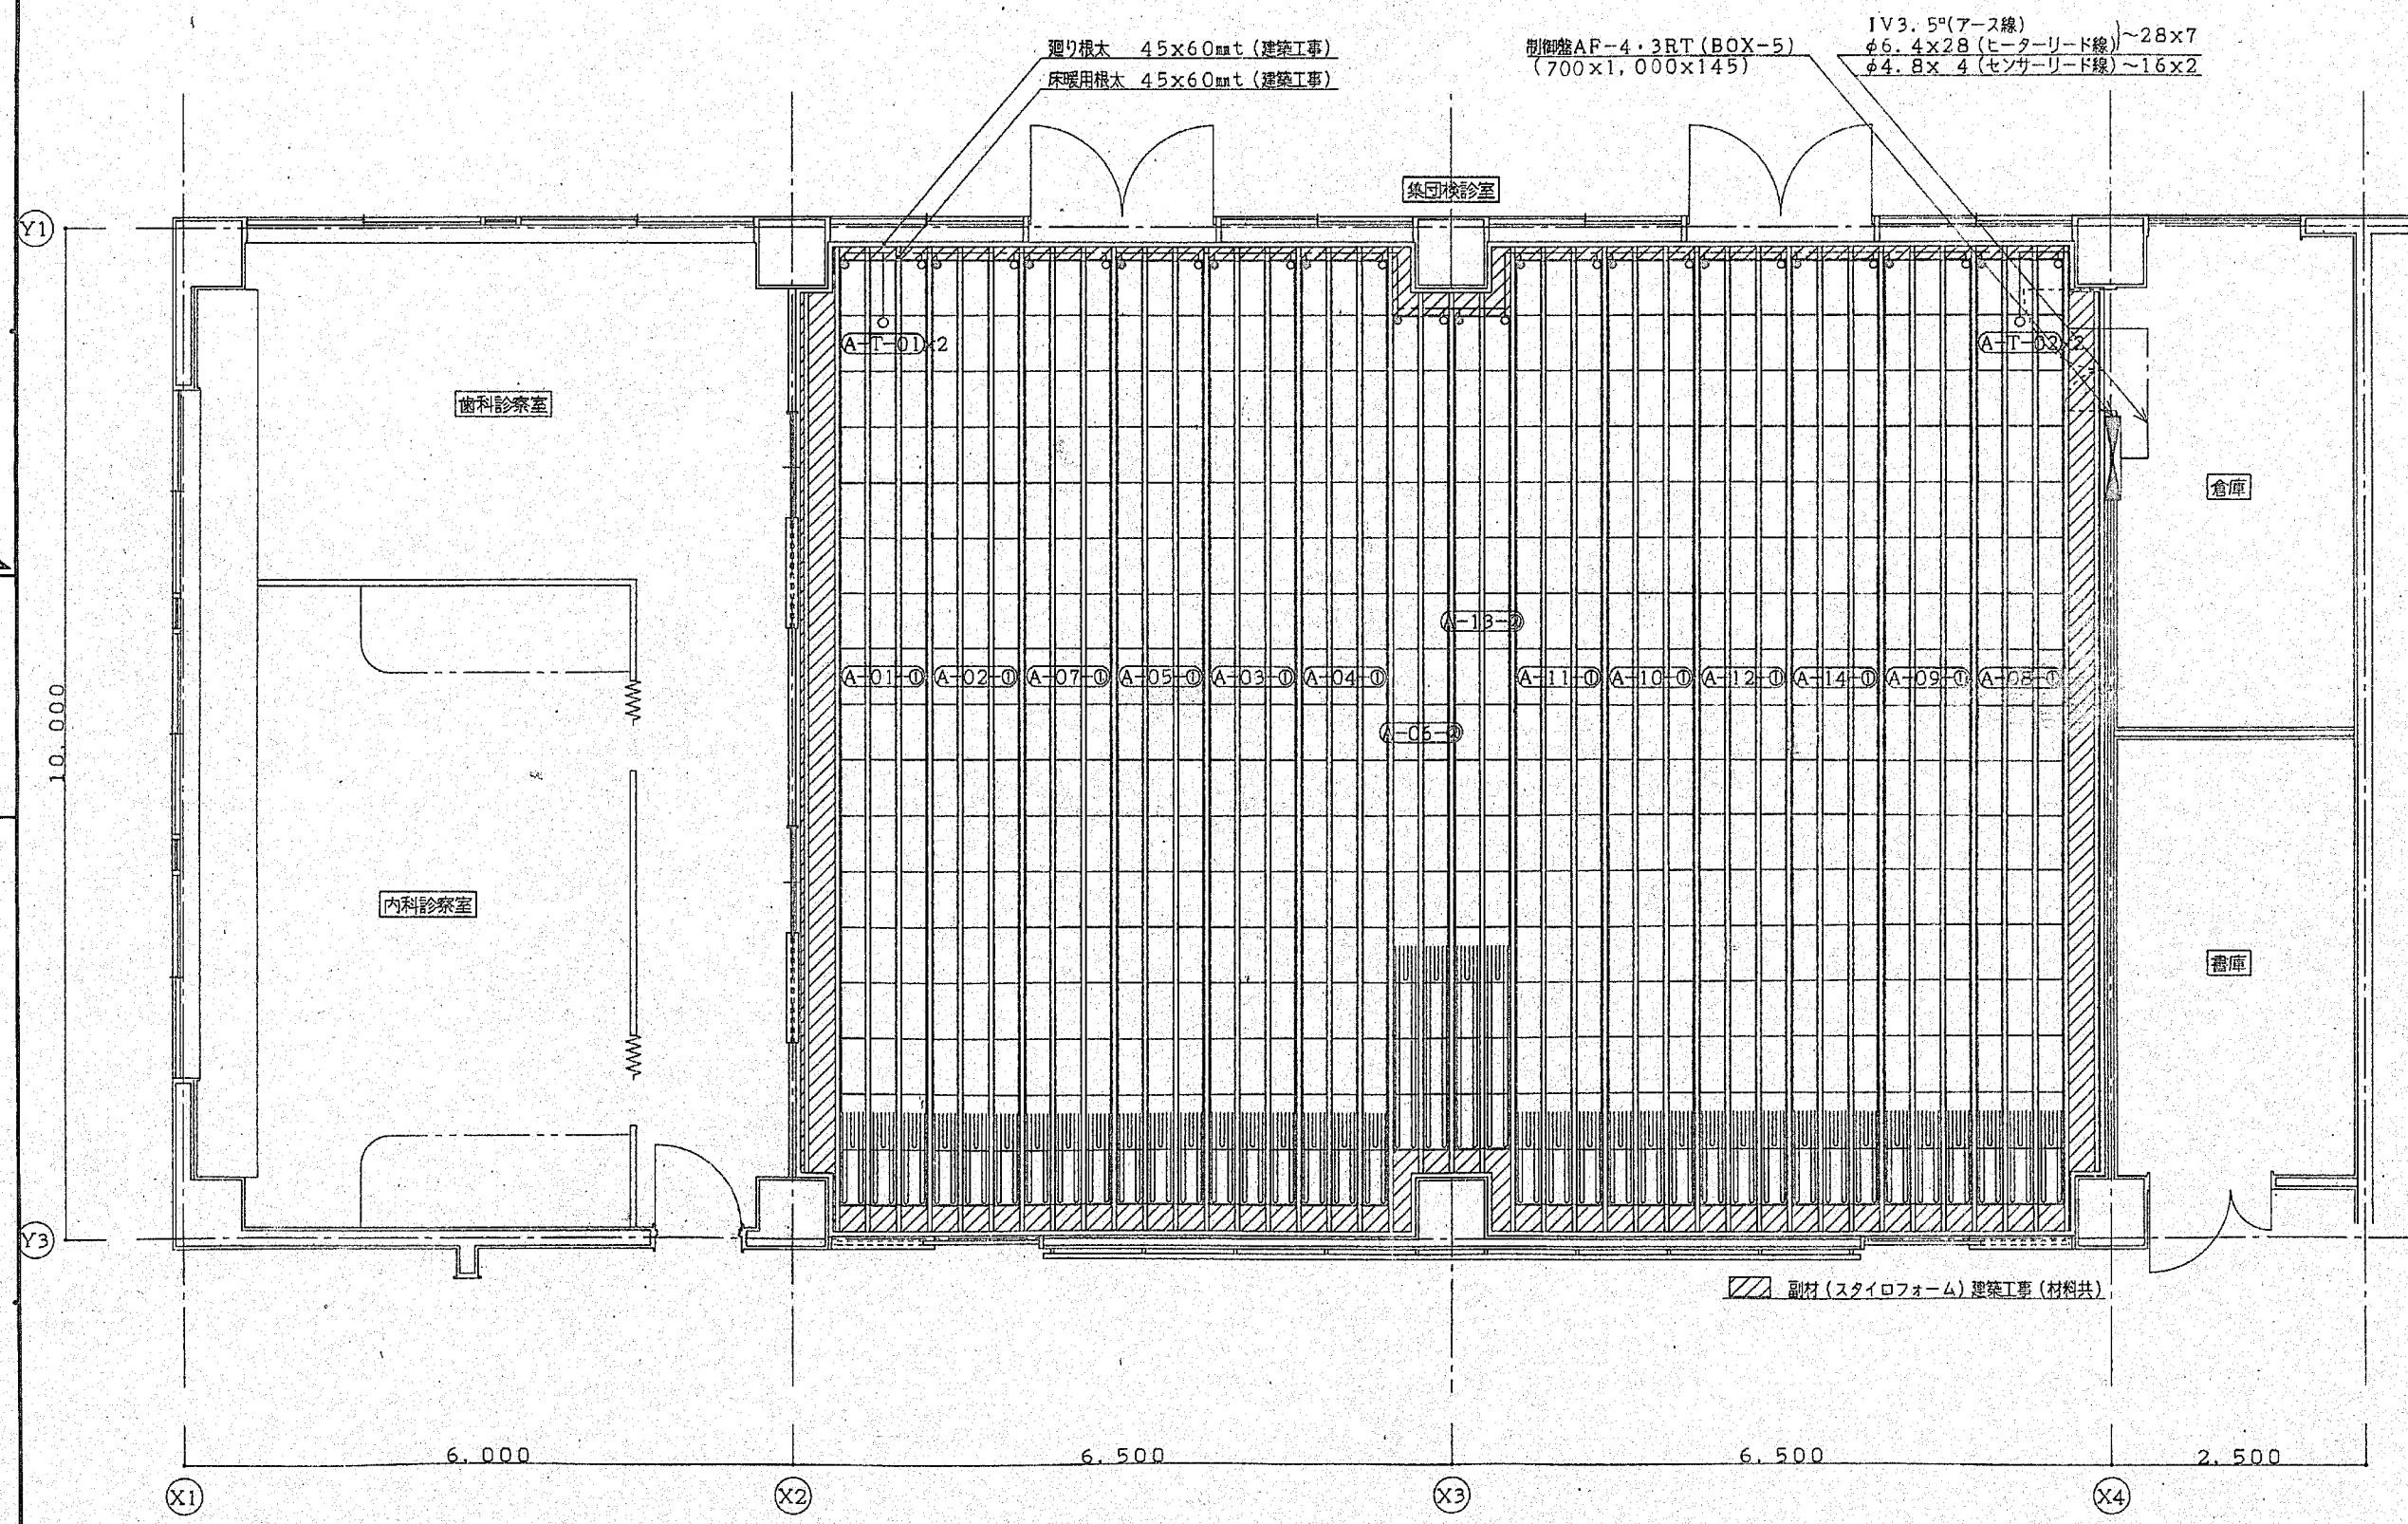 廻り根太 45x60mmt (建築工事)
床暖用根太 45x60mmt (建築工事)
制御盤AF-4・3RT (BOX-5)
(700x1,000x145)
IV3.5°(アース線)
φ6.4x28 (ヒーターリード線) ~28x7
φ4.8x 4 (センサーリード線) ~16x2
集団検診室
Y1
A-T-01x2
A-T-02x2
歯科診察室
倉庫
A-13-②
A-01-①
A-02-①
A-07-①
A-05-①
A-03-①
A-04-①
A-11-①
A-10-①
A-12-①
A-14-①
A-09-①
A-08-①
A-06-②
10,000
内科診察室
書庫
Y3
副材 (スタイロフォーム) 建築工事 (材料共)
6,000
6,500
6,500
2,500
X1
X2
X3
X4